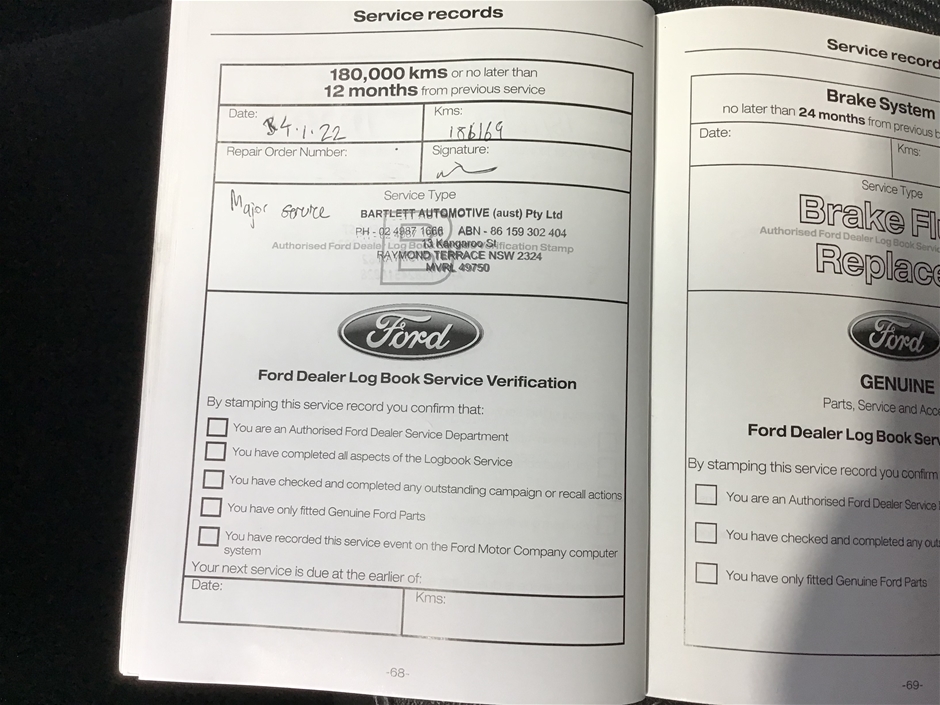 Service records
180,000 kms or no later than
12 months from previous service
Date: 4.1.22
Kms: 186169
Repair Order Number:
Signature:
Service Type
Major service
BARTLETT AUTOMOTIVE (aust) Pty Ltd
PH - 02 4987 1666 ABN - 86 159 302 404
Authorised Ford Dealer Log Book Service Verification Stamp
13 Kangaroo St
RAYMOND TERRACE NSW 2324
MVRL 49750
Ford
Ford Dealer Log Book Service Verification
By stamping this service record you confirm that:
You are an Authorised Ford Dealer Service Department
You have completed all aspects of the Logbook Service
You have checked and completed any outstanding campaign or recall actions
You have only fitted Genuine Ford Parts
You have recorded this service event on the Ford Motor Company computer
system
Your next service is due at the earlier of:
Date:
Kms:
-68-
Service record
Brake System
no later than 24 months from previous
Date:
Kms:
Service Type
Brake Fl
Authorised Ford Dealer Log Book Servic
Replac
Ford
GENUINE
Parts, Service and Acc
Ford Dealer Log Book Ser
By stamping this service record you confirm
You are an Authorised Ford Dealer Service
You have checked and completed any out
You have only fitted Genuine Ford Parts
-69-